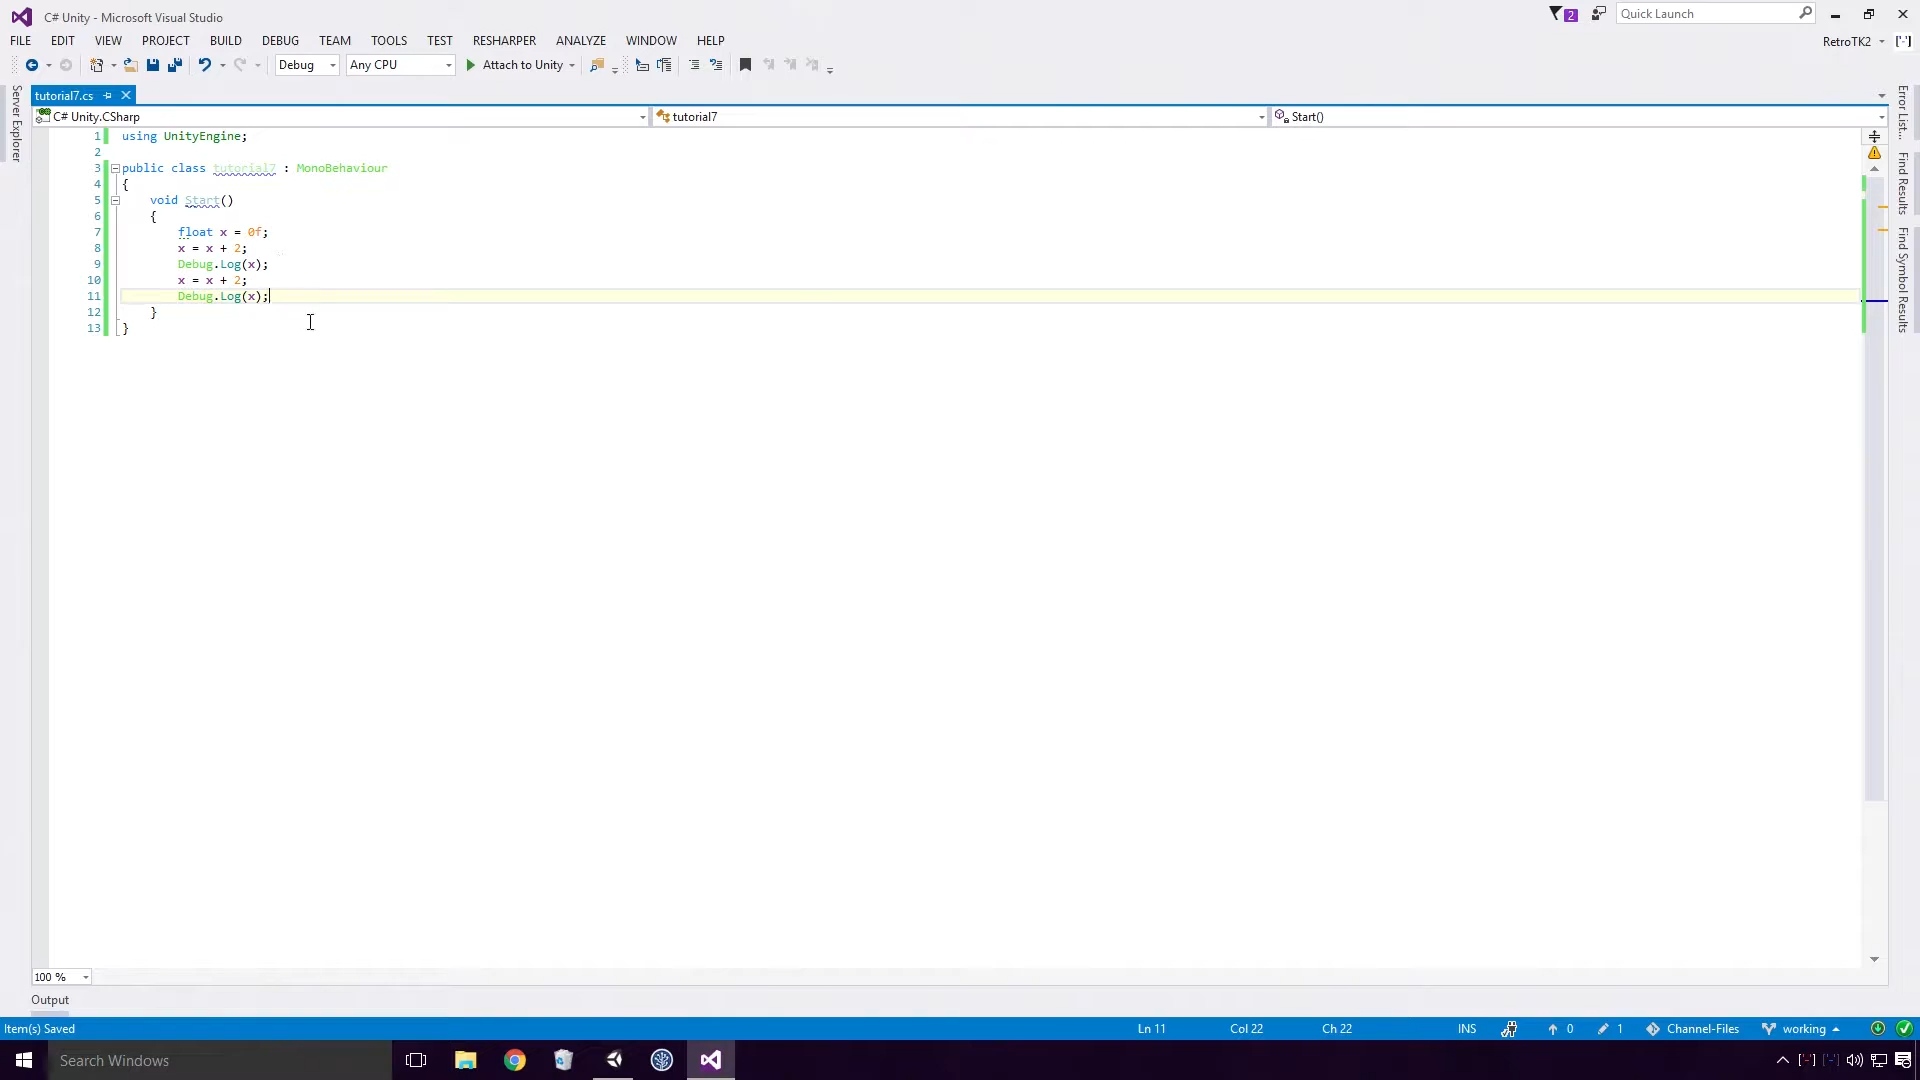 C# Unity - Microsoft Visual Studio
2
Quick Launch
FILE EDIT VIEW PROJECT BUILD DEBUG TEAM TOOLS TEST RESHARPER ANALYZE WINDOW HELP
RetroTK2
Debug Any CPU Attach to Unity
Server Explorer
tutorial7.cs
C# Unity.CSharp tutorial7 Start()
1 using UnityEngine;
2
3 public class tutorial7 : MonoBehaviour
4 {
5 void Start()
6 {
7 float x = 0f;
8 x = x + 2;
9 Debug.Log(x);
10 x = x + 2;
11 Debug.Log(x);
12 }
13 }
Error List...
Find Results
Find Symbol Results
100 %
Output
Item(s) Saved Ln 11 Col 22 Ch 22 INS 0 1 Channel-Files working
Search Windows